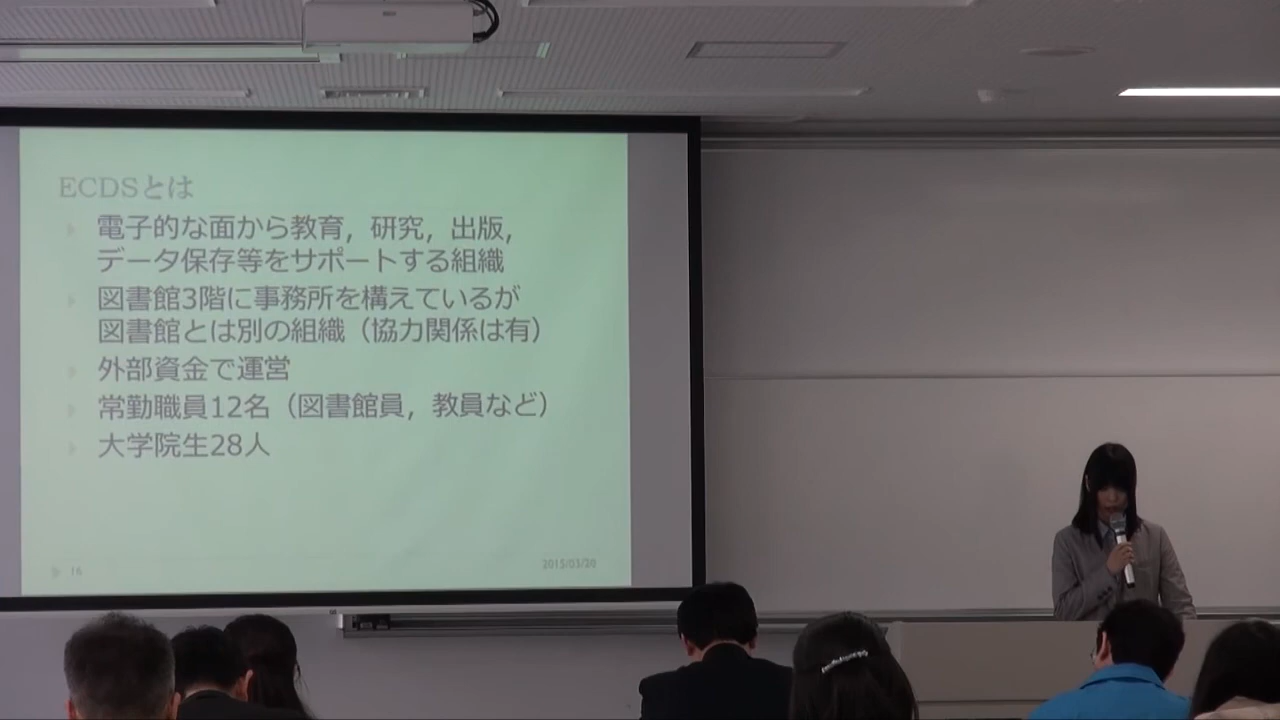 ECDSとは
電子的な面から教育，研究，出版，
データ保存等をサポートする組織
図書館3階に事務所を構えているが
図書館とは別の組織（協力関係は有）
外部資金で運営
常勤職員12名（図書館員，教員など）
大学院生28人
16
2015/03/20